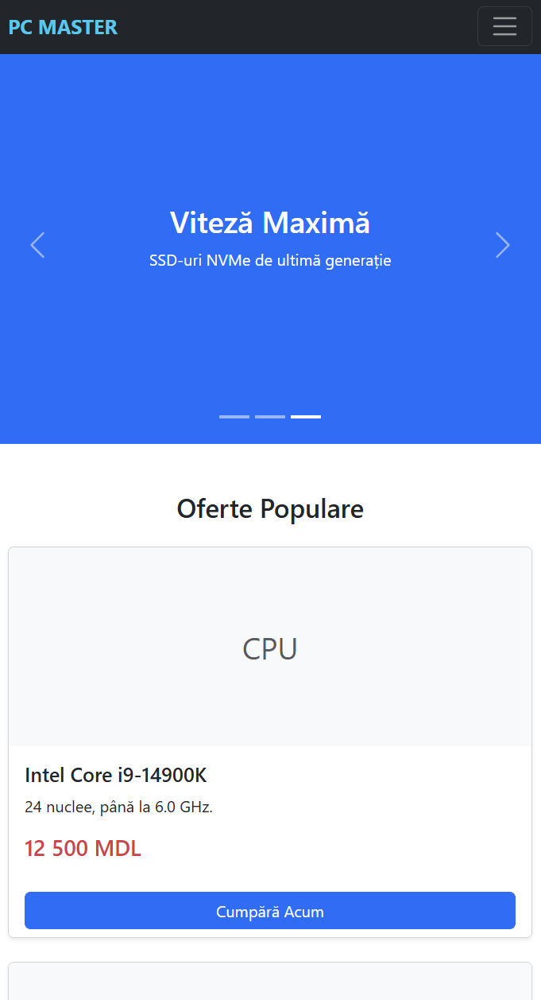 PC MASTER
Viteză Maximă
SSD-uri NVMe de ultimă generație
Oferte Populare
CPU
Intel Core i9-14900K
24 nuclee, până la 6.0 GHz.
12 500 MDL
Cumpără Acum